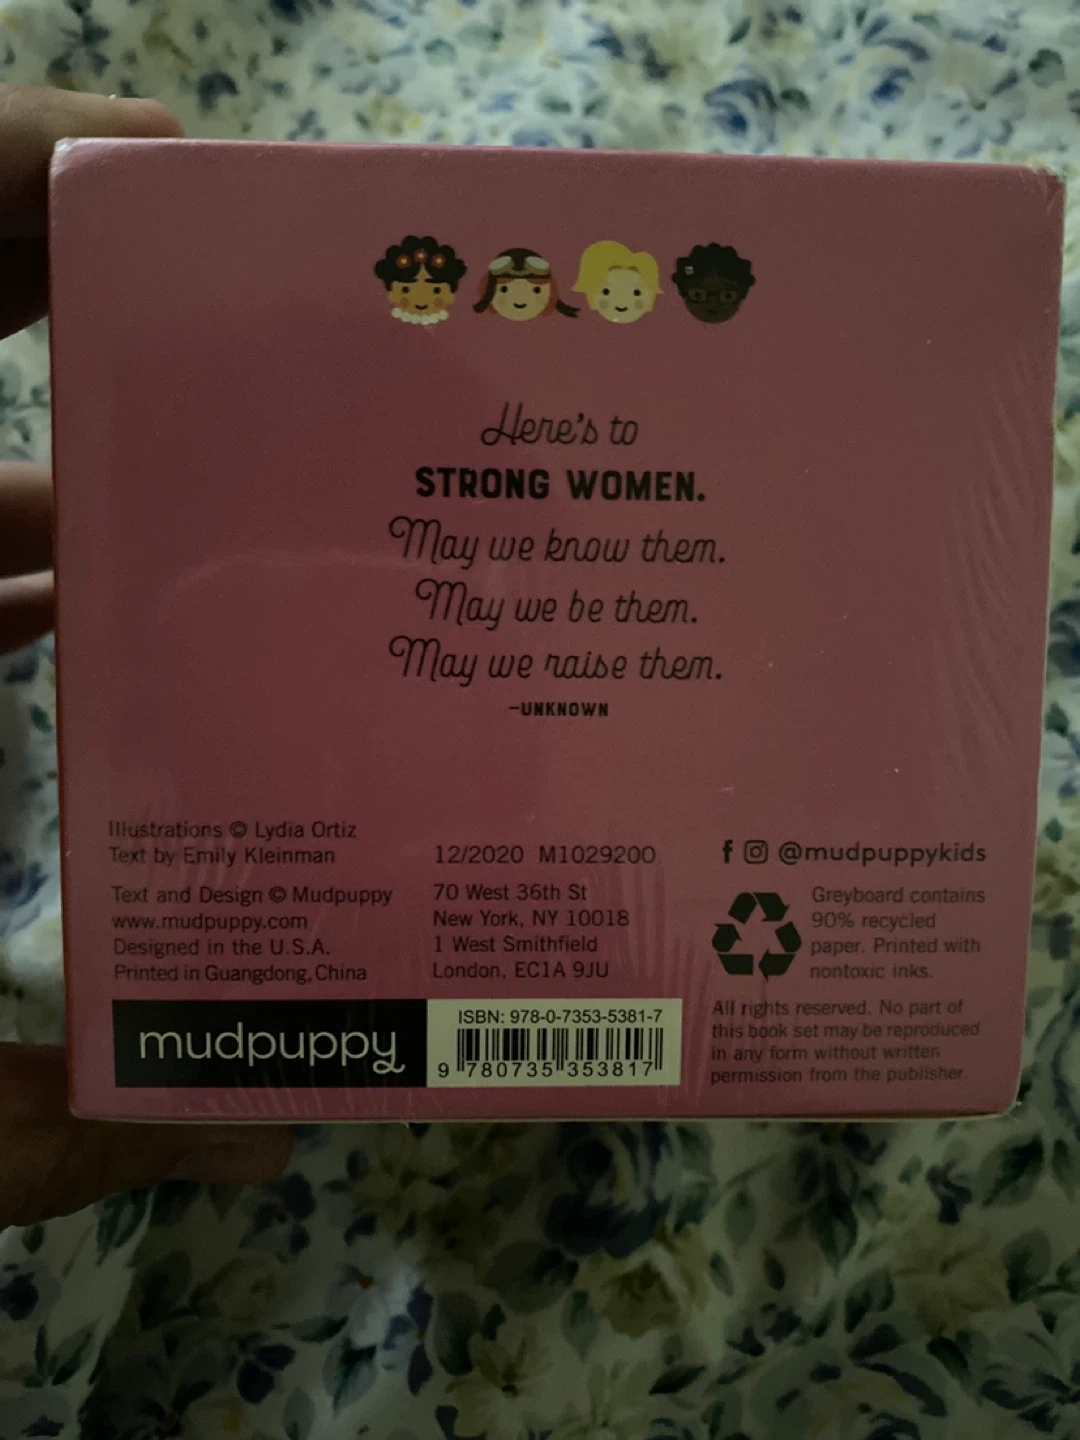 Here's to
STRONG WOMEN.
May we know them.
May we be them.
May we raise them.
–UNKNOWN
Illustrations © Lydia Ortiz
Text by Emily Kleinman
Text and Design © Mudpuppy
www.mudpuppy.com
Designed in the U.S.A.
Printed in Guangdong, China
12/2020 M1029200
70 West 36th St
New York, NY 10018
1 West Smithfield
London, EC1A 9JU
f @mudpuppykids
Greyboard contains
90% recycled
paper. Printed with
nontoxic inks.
mudpuppy
ISBN: 978-0-7353-5381-7
9 780735 353817
All rights reserved. No part of
this book set may be reproduced
in any form without written
permission from the publisher.